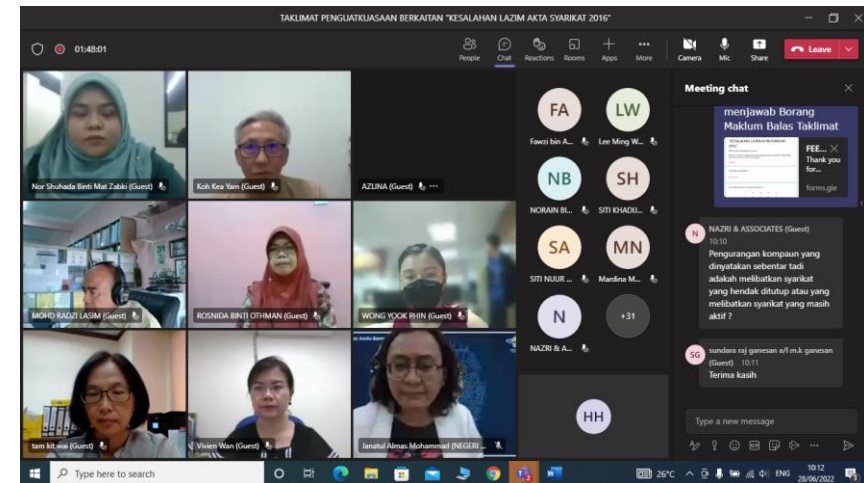 TAKLIMAT PENGUATKUASAAN BERKAITAN "KESALAHAN LAZIM AKTA SYARIKAT 2016"
01:48:01
People
Chat
Reactions
Rooms
Apps
More
Camera
Mic
Share
Leave
Nor Shuhada Binti Mat Zabki (Guest)
Koh Kea Yam (Guest)
AZLINA (Guest)
MOHD RADZI LASIM (Guest)
ROSNIDA BINTI OTHMAN (Guest)
WONG YOOK PHIN (Guest)
tam kit wai (Guest)
Vivien Wan (Guest)
Janatul Almas Mohammad (NEGERI ...
FA
Fawzi bin A...
LW
Lee Ming W...
NB
NORAIN BI...
SH
SITI KHADIJ...
SA
SITI NUUR ...
MN
Mardina M...
N
NAZRI & A...
+31
HH
Meeting chat
menjawab Borang
Maklum Balas Taklimat
FEE...
Thank you
for...
forms.gle
N
NAZRI & ASSOCIATES (Guest)
10:10
Pengurangan kompaun yang
dinyatakan sebentar tadi
adakah melibatkan syarikat
yang hendak ditutup atau yang
melibatkan syarikat yang masih
aktif ?
SG
sundara raj ganesan a/l m.k ganesan
(Guest) 10:11
Terima kasih
Type a new message
Type here to search
26°C
ENG
10:12
28/06/2022